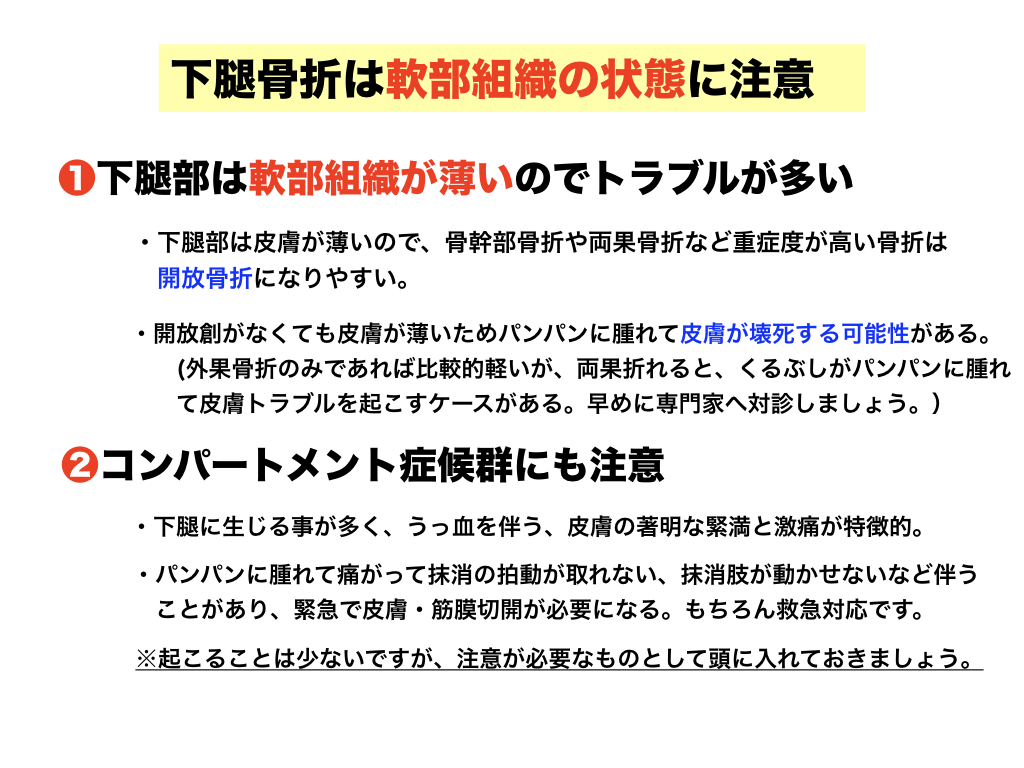 下腿骨折は軟部組織の状態に注意
❶下腿部は軟部組織が薄いのでトラブルが多い
・下腿部は皮膚が薄いので、骨幹部骨折や両果骨折など重症度が高い骨折は
開放骨折になりやすい。
・開放創がなくても皮膚が薄いためパンパンに腫れて皮膚が壊死する可能性がある。
(外果骨折のみであれば比較的軽いが、両果折れると、くるぶしがパンパンに腫れ
て皮膚トラブルを起こすケースがある。早めに専門家へ対診しましょう。）
❷コンパートメント症候群にも注意
・下腿に生じる事が多く、うっ血を伴う、皮膚の著明な緊満と激痛が特徴的。
・パンパンに腫れて痛がって抹消の拍動が取れない、抹消肢が動かせないなど伴う
ことがあり、緊急で皮膚・筋膜切開が必要になる。もちろん救急対応です。
※起こることは少ないですが、注意が必要なものとして頭に入れておきましょう。